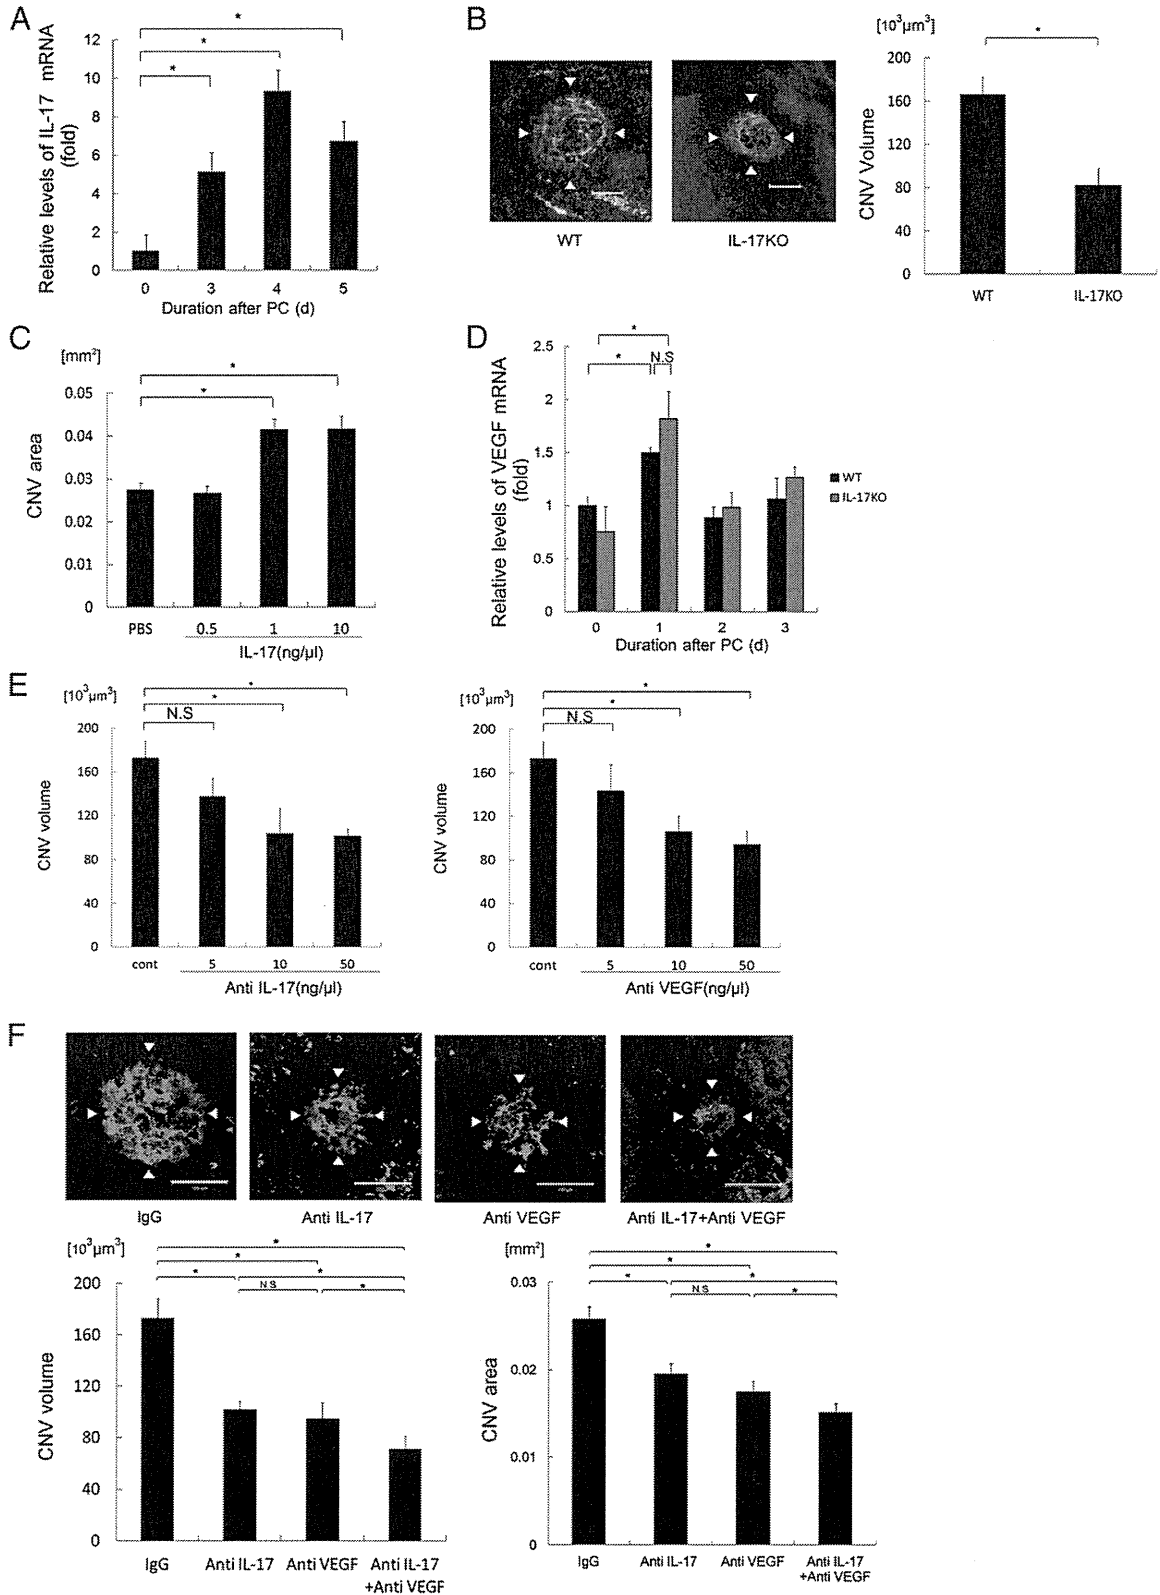 A
Relative levels of IL-17 mRNA
(fold)
12
10
8
6
4
2
0
*
*
*
0 3 4 5
Duration after PC (d)
B
WT
IL-17KO
[10³µm³]
CNV Volume
200
160
120
80
40
0
*
WT IL-17KO
C
[mm²]
CNV area
0.05
0.04
0.03
0.02
0.01
0
*
*
PBS 0.5 1 10
IL-17(ng/µl)
D
Relative levels of VEGF mRNA
(fold)
2.5
2
1.5
1
0.5
0
*
* N.S
WT
IL-17KO
0 1 2 3
Duration after PC (d)
E
[10³µm³]
CNV volume
200
160
120
80
40
0
*
*
N.S
cont 5 10 50
Anti IL-17(ng/µl)
[10³µm³]
CNV volume
200
160
120
80
40
0
*
*
N.S
cont 5 10 50
Anti VEGF(ng/µl)
F
IgG
Anti IL-17
Anti VEGF
Anti IL-17+Anti VEGF
[10³µm³]
CNV volume
200
160
120
80
40
0
*
*
* *
N.S *
IgG Anti IL-17 Anti VEGF Anti IL-17
+Anti VEGF
[mm²]
CNV area
0.03
0.02
0.01
0
*
*
* *
N.S *
IgG Anti IL-17 Anti VEGF Anti IL-17
+Anti VEGF